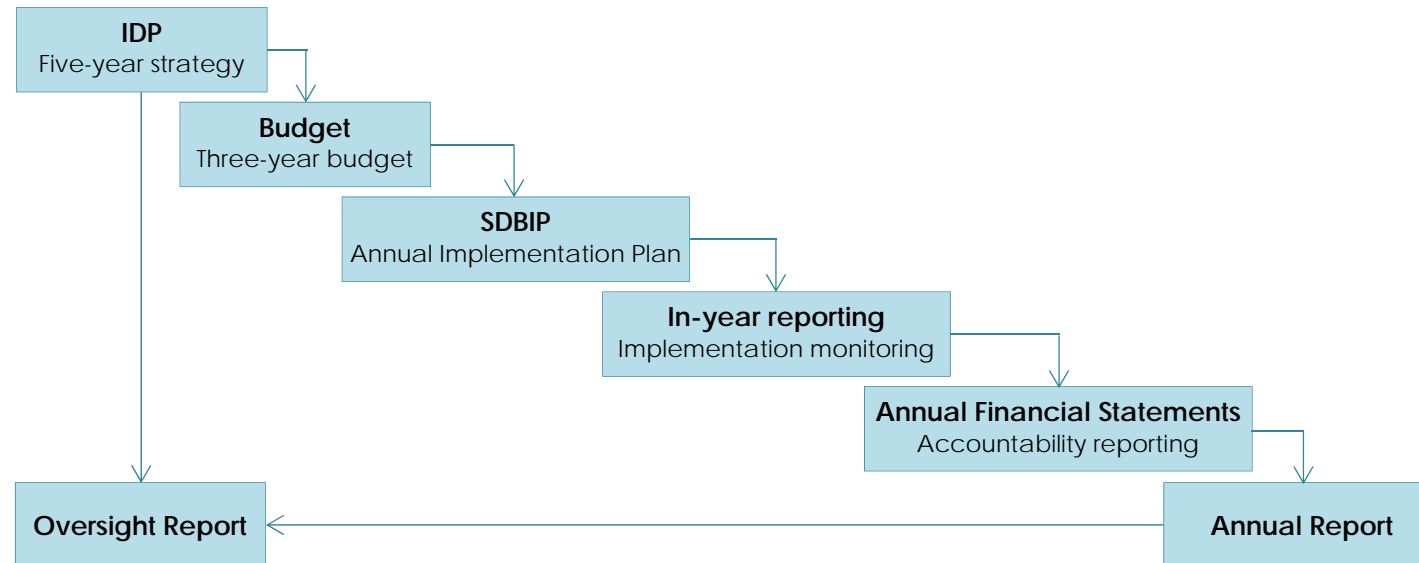 IDP
Five-year strategy
Budget
Three-year budget
SDBIP
Annual Implementation Plan
In-year reporting
Implementation monitoring
Annual Financial Statements
Accountability reporting
Oversight Report
Annual Report